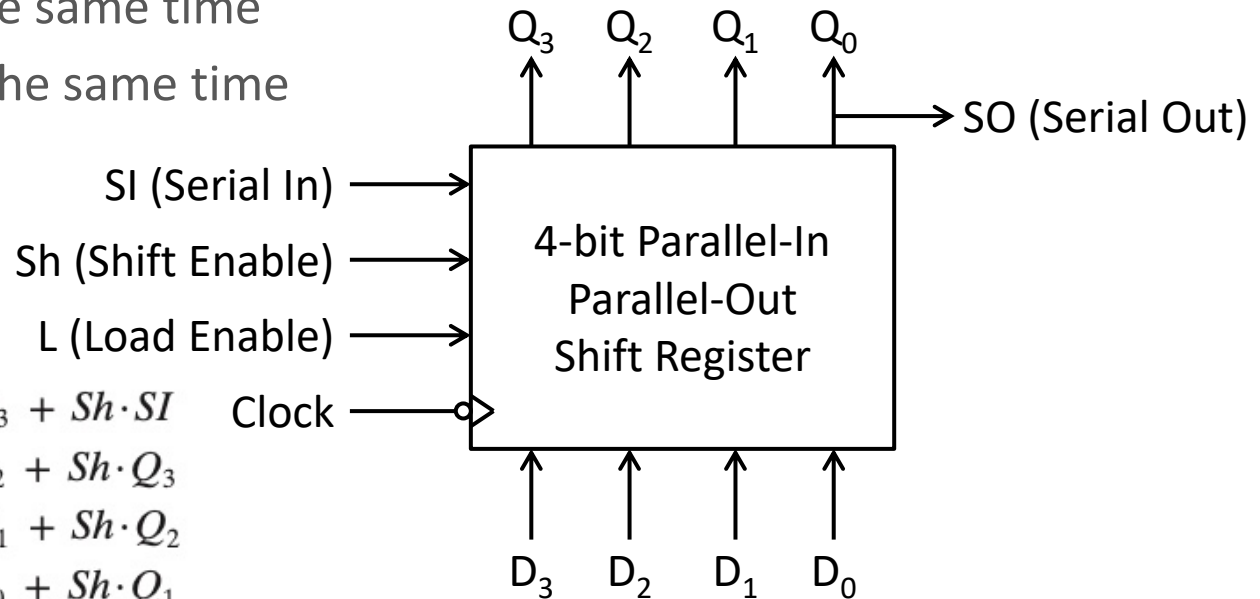 same time
he same time
Q₃ Q₂ Q₁ Q₀
SO (Serial Out)
SI (Serial In)
Sh (Shift Enable)
L (Load Enable)
Clock
4-bit Parallel-In
Parallel-Out
Shift Register
₃ + Sh·SI
₂ + Sh·Q₃
₁ + Sh·Q₂
+ Sh·Q₁
D₃ D₂ D₁ D₀